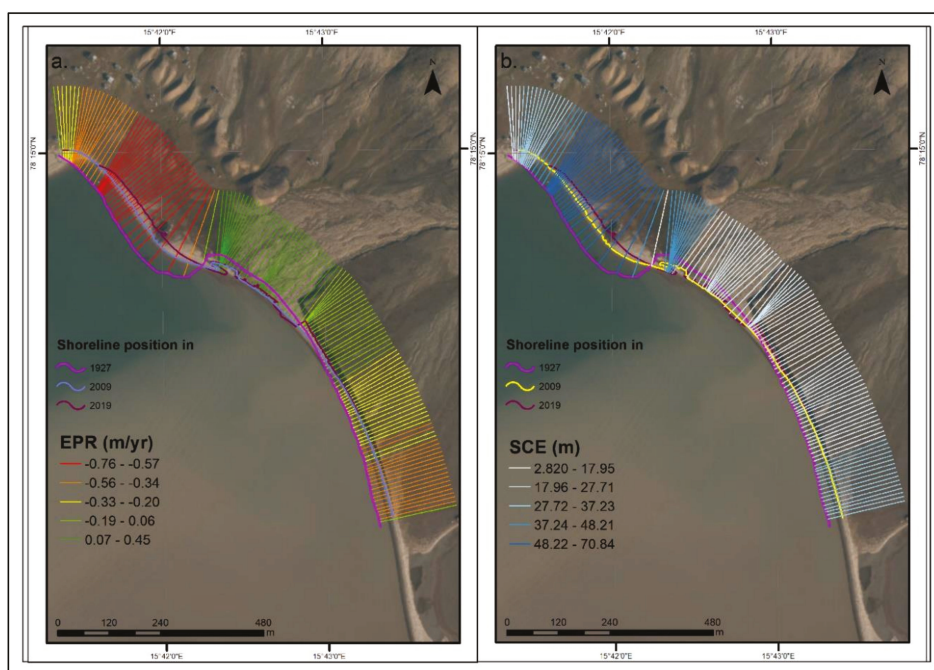 15°42'0"E
15°43'0"E
15°42'0"E
15°43'0"E
a.
N
b.
N
78°15'0"N
78°15'0"N
Shoreline position in
1927
2009
2019
EPR (m/yr)
-0.76 - -0.57
-0.56 - -0.34
-0.33 - -0.20
-0.19 - 0.06
0.07 - 0.45
0 120 240 480
m
15°42'0"E
15°43'0"E
Shoreline position in
1927
2009
2019
SCE (m)
2.820 - 17.95
17.96 - 27.71
27.72 - 37.23
37.24 - 48.21
48.22 - 70.84
0 120 240 480
m
15°42'0"E
15°43'0"E